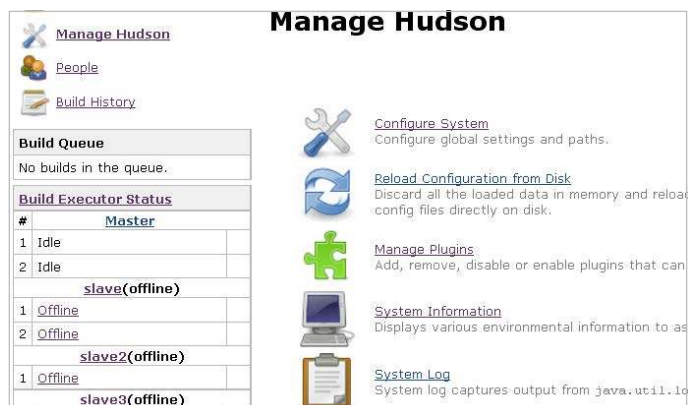 Manage Hudson
People
Build History
Build Queue
No builds in the queue.
Build Executor Status
# Master
1 Idle
2 Idle
slave(offline)
1 Offline
2 Offline
slave2(offline)
1 Offline
slave3(offline)
Manage Hudson
Configure System
Configure global settings and paths.
Reload Configuration from Disk
Discard all the loaded data in memory and reload
config files directly on disk.
Manage Plugins
Add, remove, disable or enable plugins that can
System Information
Displays various environmental information to as
System Log
System log captures output from java.util.lo